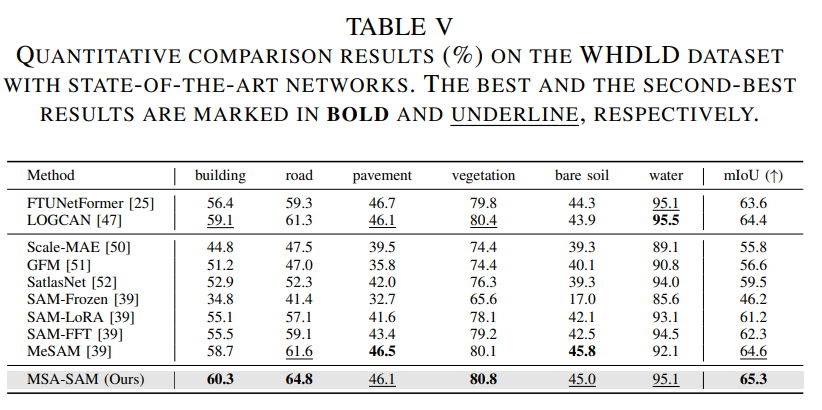 TABLE V
QUANTITATIVE COMPARISON RESULTS (%) ON THE WHDLD DATASET
WITH STATE-OF-THE-ART NETWORKS. THE BEST AND THE SECOND-BEST
RESULTS ARE MARKED IN BOLD AND UNDERLINE, RESPECTIVELY.
Method building road pavement vegetation bare soil water mIoU (↑)
FTUNetFormer [25] 56.4 59.3 46.7 79.8 44.3 95.1 63.6
LOGCAN [47] 59.1 61.3 46.1 80.4 43.9 95.5 64.4
Scale-MAE [50] 44.8 47.5 39.5 74.4 39.3 89.1 55.8
GFM [51] 51.2 47.0 35.8 74.4 40.1 90.8 56.6
SatlasNet [52] 52.9 52.3 42.0 76.3 39.3 94.0 59.5
SAM-Frozen [39] 34.8 41.4 32.7 65.6 17.0 85.6 46.2
SAM-LoRA [39] 55.1 57.1 41.6 78.1 42.1 93.1 61.2
SAM-FFT [39] 55.5 59.1 43.4 79.2 42.5 94.5 62.3
MeSAM [39] 58.7 61.6 46.5 80.1 45.8 92.1 64.6
MSA-SAM (Ours) 60.3 64.8 46.1 80.8 45.0 95.1 65.3